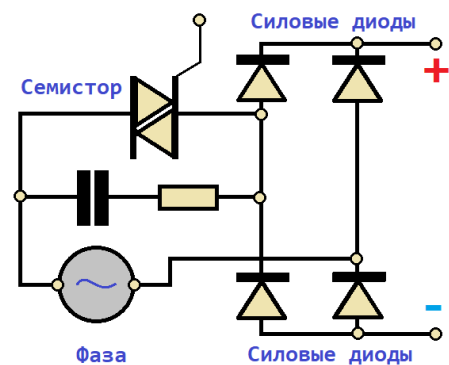 Силовые диоды
+
Семистор
-
Фаза
Силовые диоды